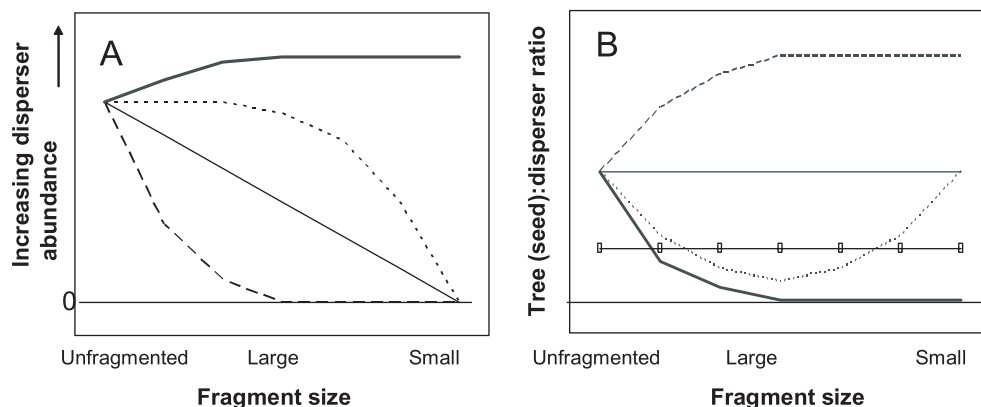 A
Increasing disperser
abundance
0
Unfragmented Large Small
Fragment size
B
Tree (seed):disperser ratio
Unfragmented Large Small
Fragment size